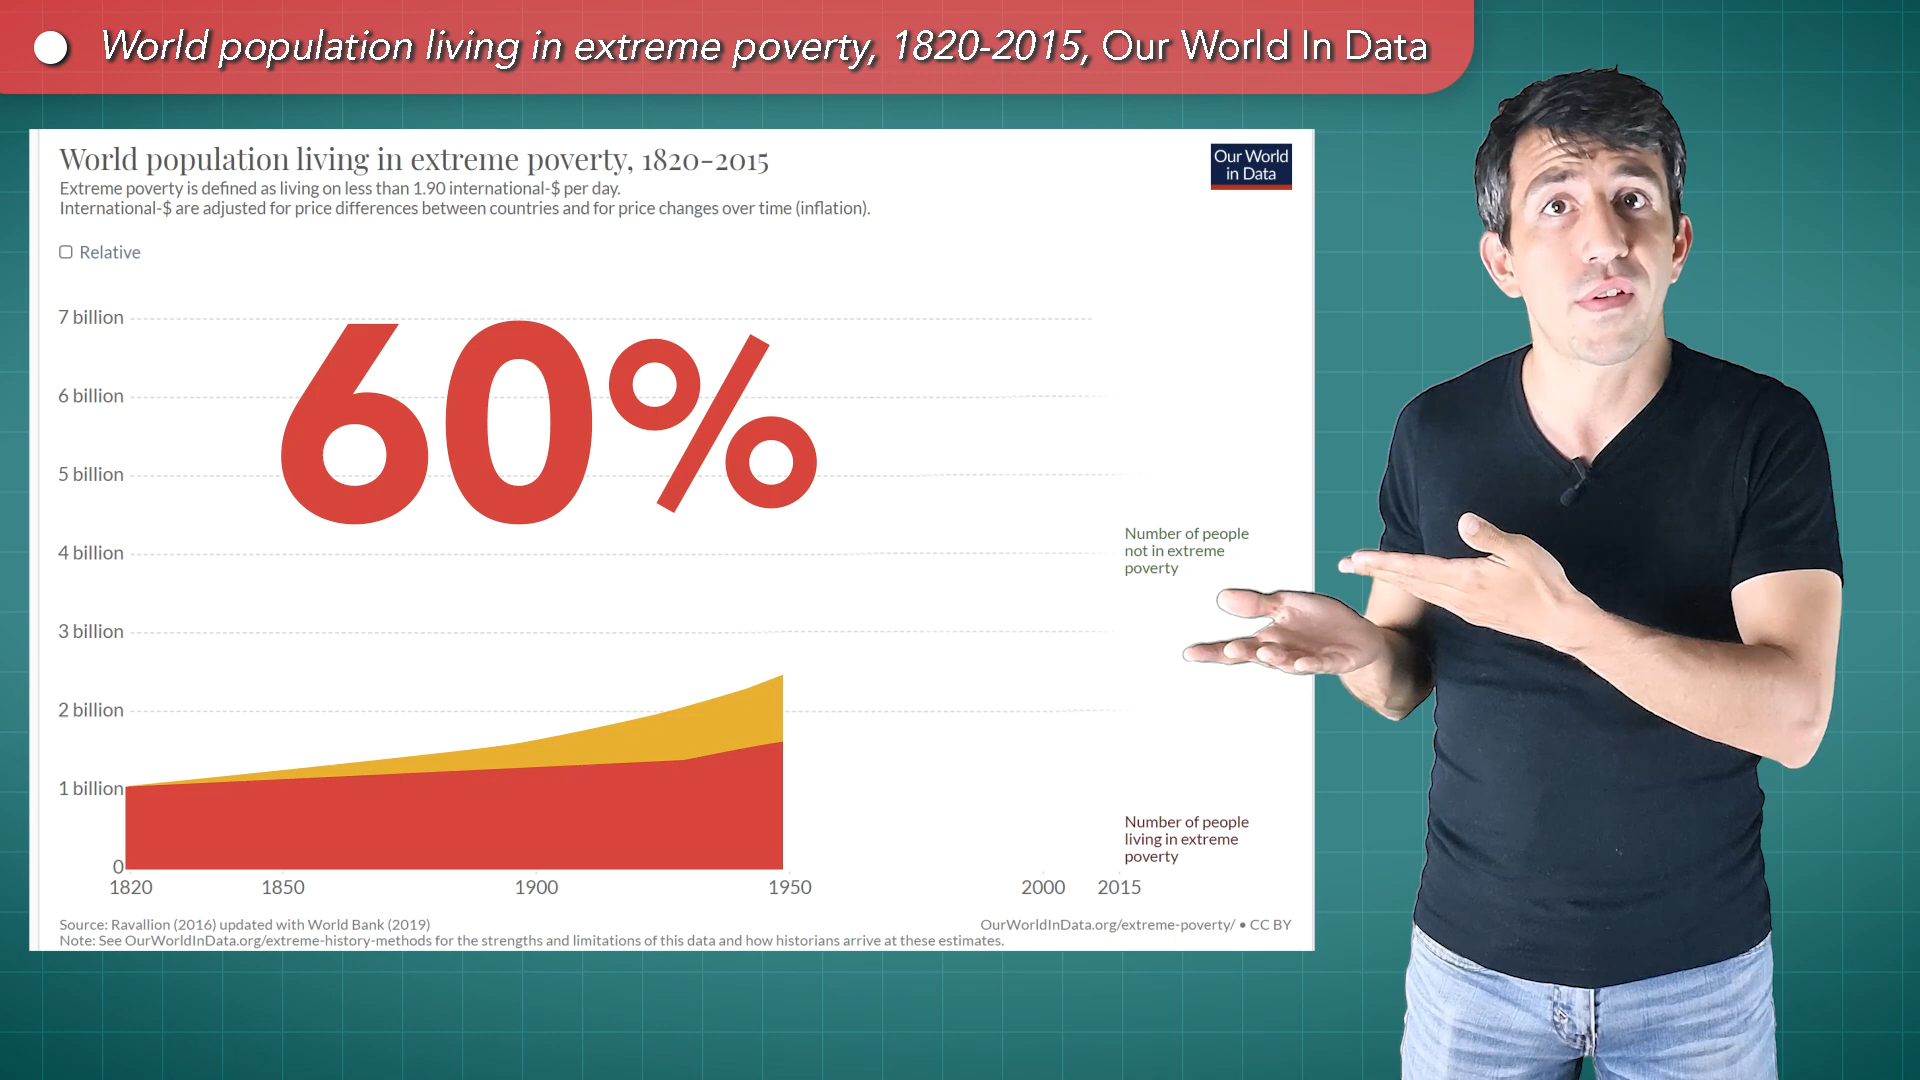 World population living in extreme poverty, 1820-2015, Our World In Data
World population living in extreme poverty, 1820-2015
Extreme poverty is defined as living on less than 1.90 international-$ per day.
International-$ are adjusted for price differences between countries and for price changes over time (inflation).
Our World
in Data
Relative
7 billion
60%
6 billion
5 billion
4 billion
Number of people
not in extreme
poverty
3 billion
2 billion
1 billion
Number of people
living in extreme
poverty
0
1820 1850 1900 1950 2000 2015
Source: Ravallion (2016) updated with World Bank (2019)
OurWorldInData.org/extreme-poverty/ • CC BY
Note: See OurWorldInData.org/extreme-history-methods for the strengths and limitations of this data and how historians arrive at these estimates.